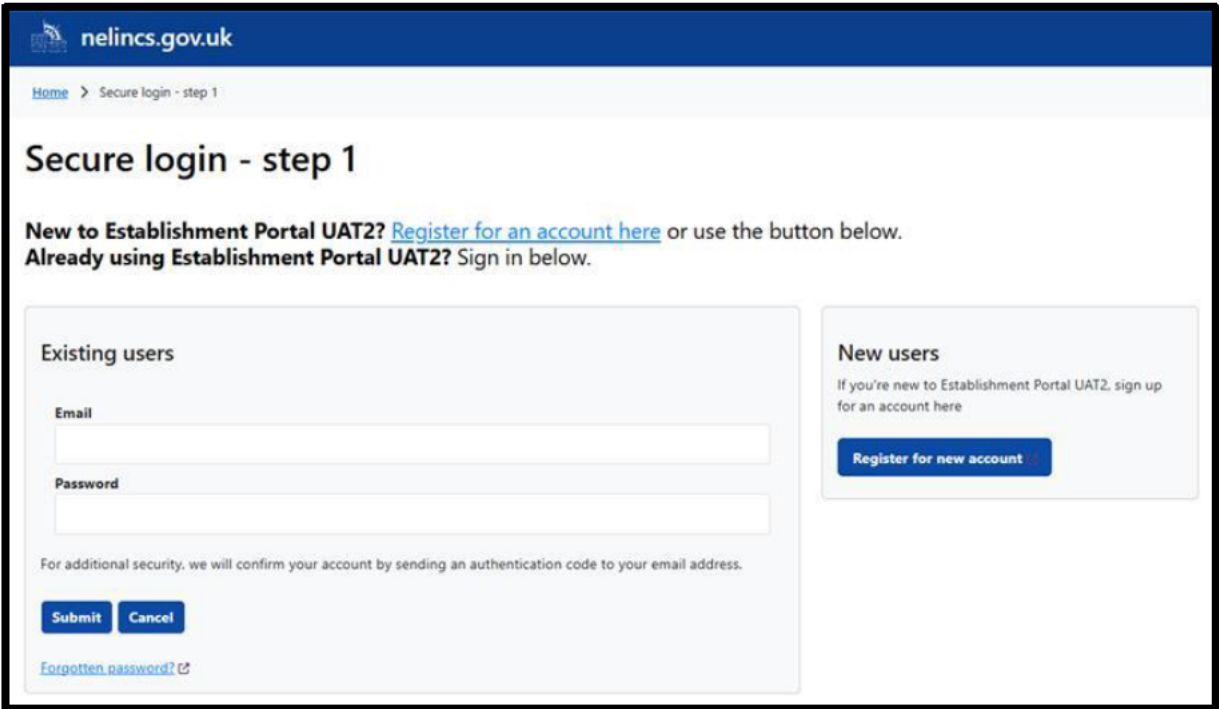 nelincs.gov.uk
Home > Secure login - step 1
Secure login - step 1
New to Establishment Portal UAT2? Register for an account here or use the button below.
Already using Establishment Portal UAT2? Sign in below.
Existing users
Email
Password
For additional security, we will confirm your account by sending an authentication code to your email address.
Submit Cancel
Forgotten password?
New users
If you're new to Establishment Portal UAT2, sign up
for an account here
Register for new account